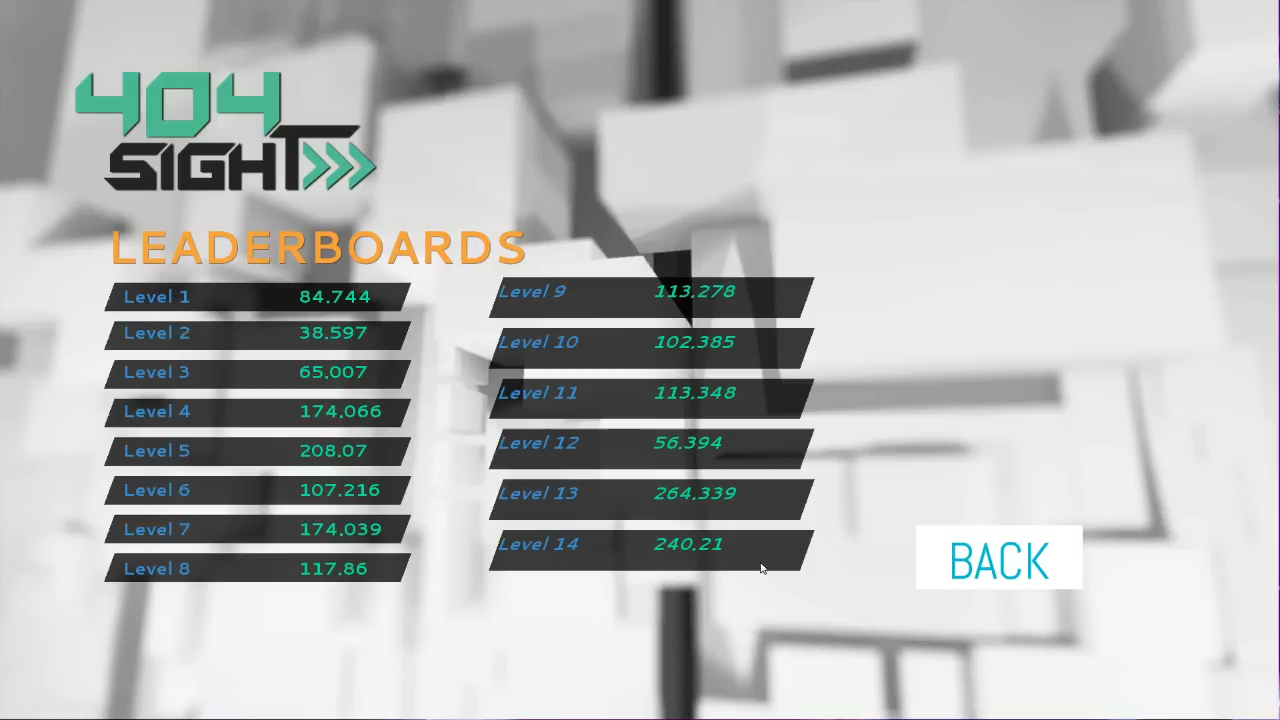 404
SIGHT
LEADERBOARDS
Level 1 84.744
Level 2 38.597
Level 3 65.007
Level 4 174.066
Level 5 208.07
Level 6 107.216
Level 7 174.039
Level 8 117.86
Level 9 113.278
Level 10 102.385
Level 11 113.348
Level 12 56.394
Level 13 264.339
Level 14 240.21
BACK